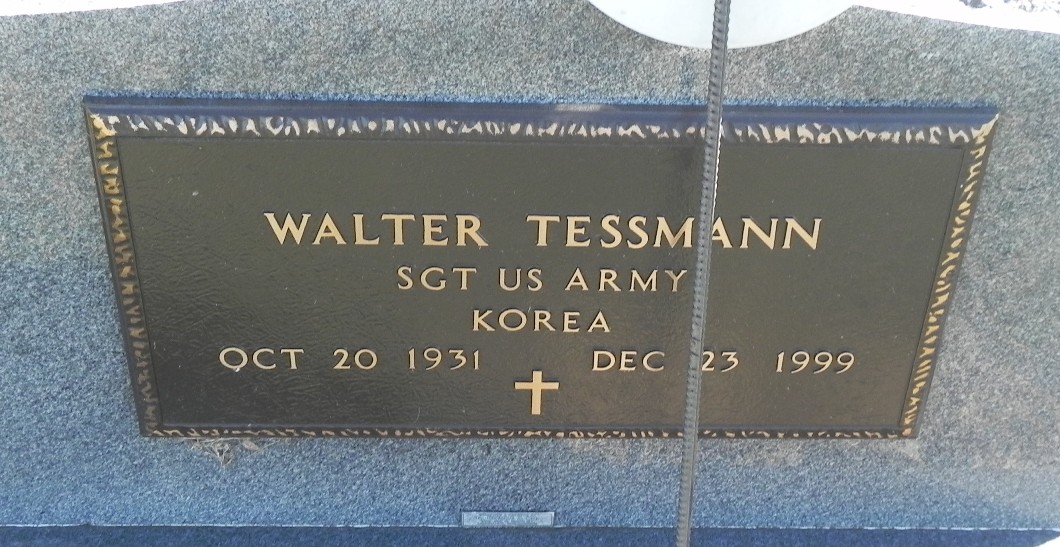 WALTER TESSMANN
SGT US ARMY
KOREA
OCT 20 1931 DEC 23 1999